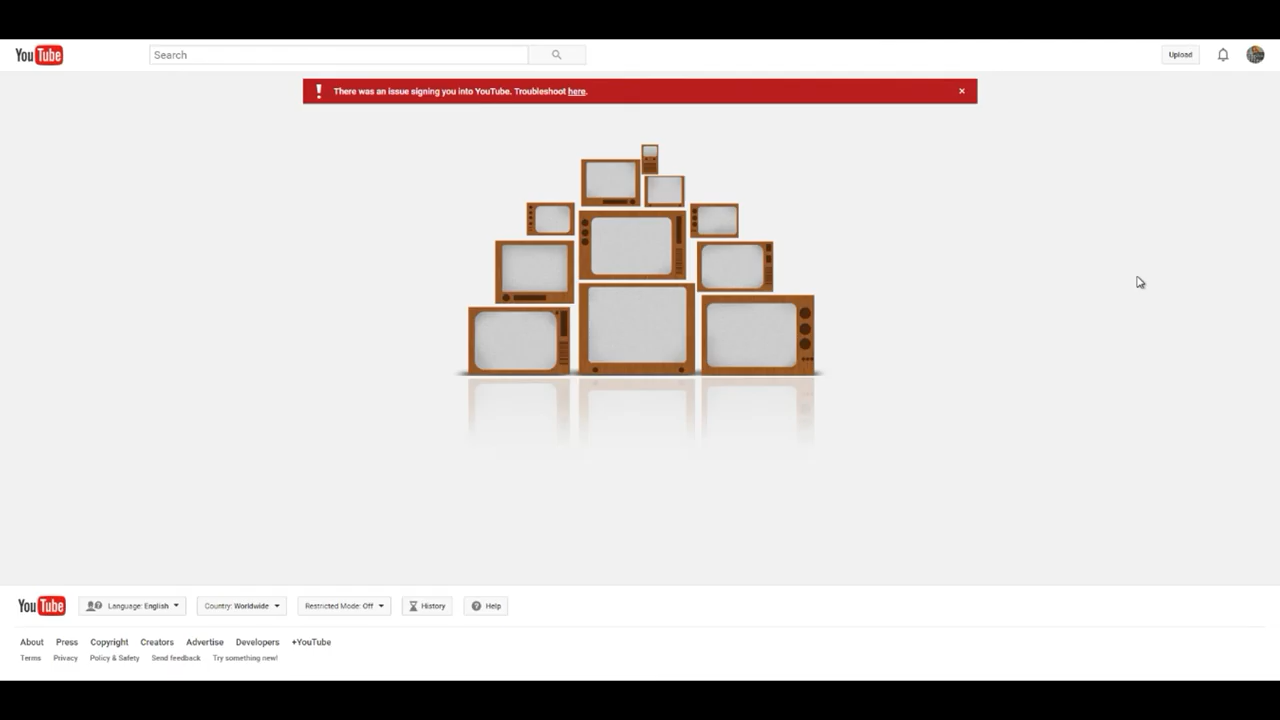 YouTube
Search
Upload
There was an issue signing you into YouTube. Troubleshoot here.
YouTube
Language: English
Country: Worldwide
Restricted Mode: Off
History
Help
About Press Copyright Creators Advertise Developers +YouTube
Terms Privacy Policy & Safety Send feedback Try something new!